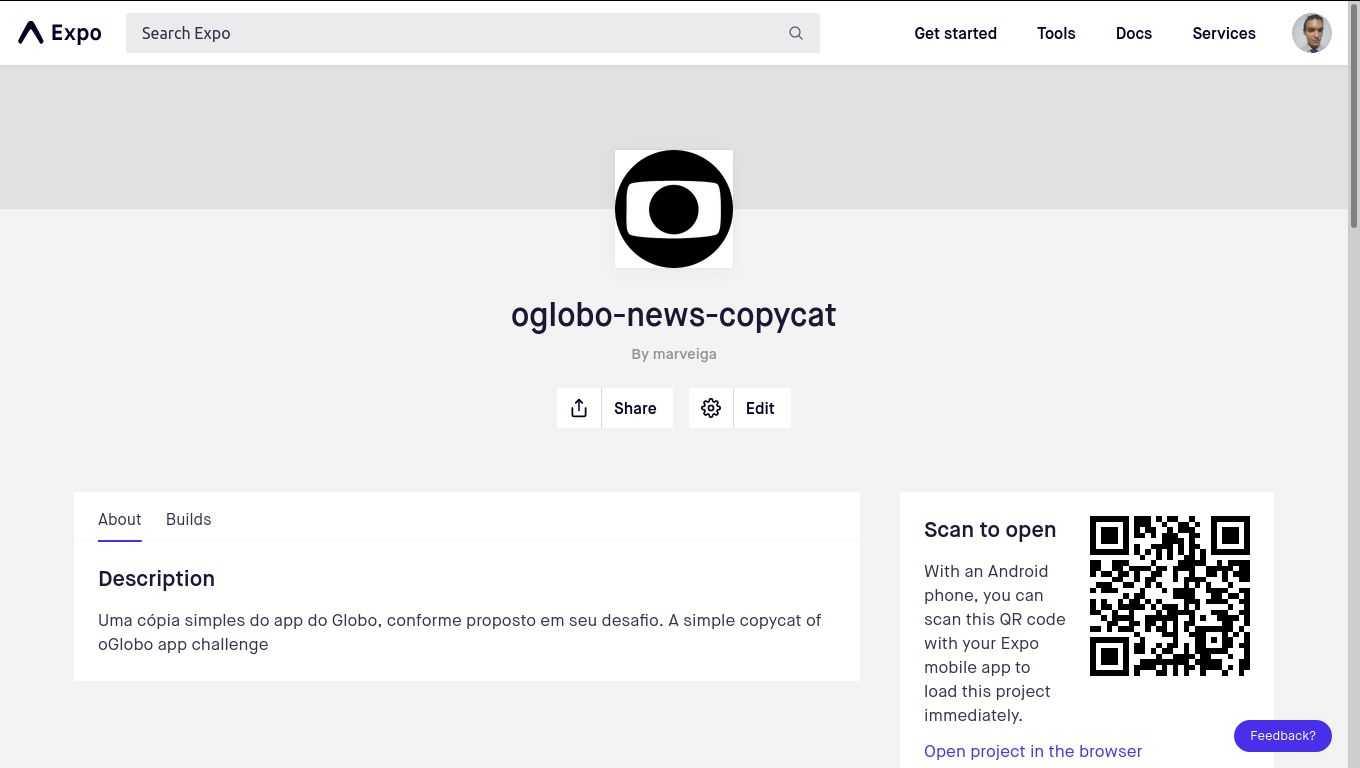 Expo
Search Expo
Get started
Tools
Docs
Services
oglobo-news-copycat
By marveiga
Share
Edit
About
Builds
Description
Uma cópia simples do app do Globo, conforme proposto em seu desafio. A simple copycat of
oGlobo app challenge
Scan to open
With an Android
phone, you can
scan this QR code
with your Expo
mobile app to
load this project
immediately.
Open project in the browser
Feedback?